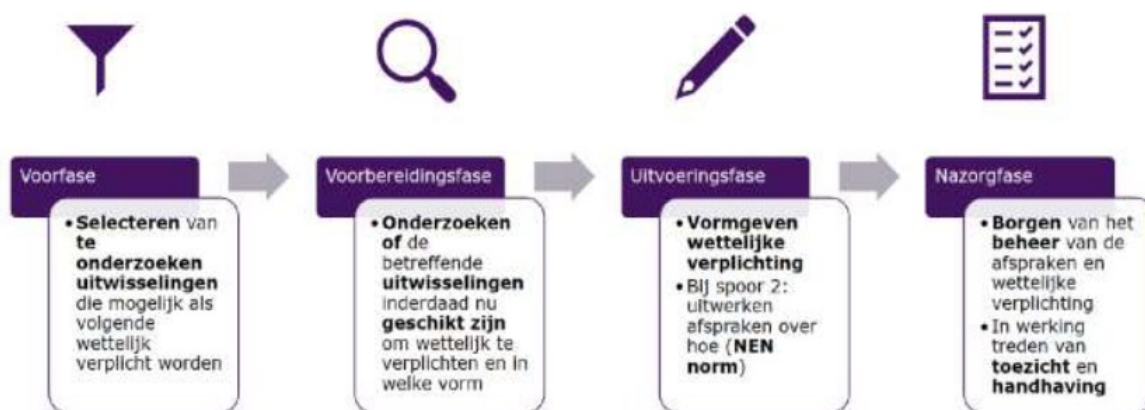 Voorfase
• Selecteren van
te
onderzoeken
uitwisselingen
die mogelijk als
volgende
wettelijk
verplicht worden
Voorbereidingsfase
• Onderzoeken
of de
betreffende
uitwisselingen
inderdaad nu
geschikt zijn
om wettelijk te
verplichten en in
welke vorm
Uitvoeringsfase
• Vormgeven
wettelijke
verplichting
• Bij spoor 2:
uitwerken
afspraken over
hoe (NEN
norm)
Nazorgfase
• Borgen van het
beheer van de
afspraken en
wettelijke
verplichting
• In werking
treden van
toezicht en
handhaving